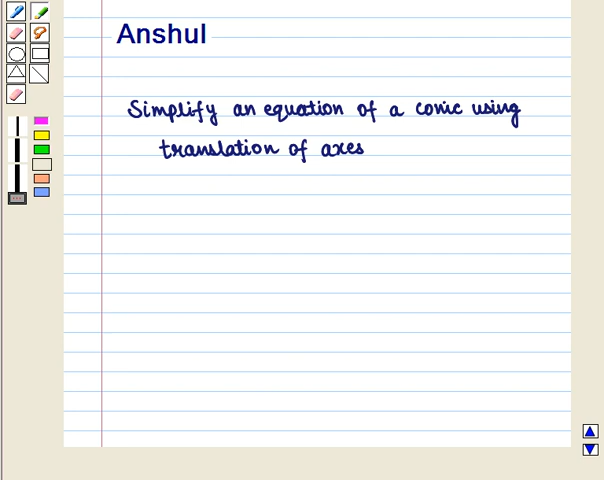 Anshul
Simplify an equation of a conic using
translation of axes